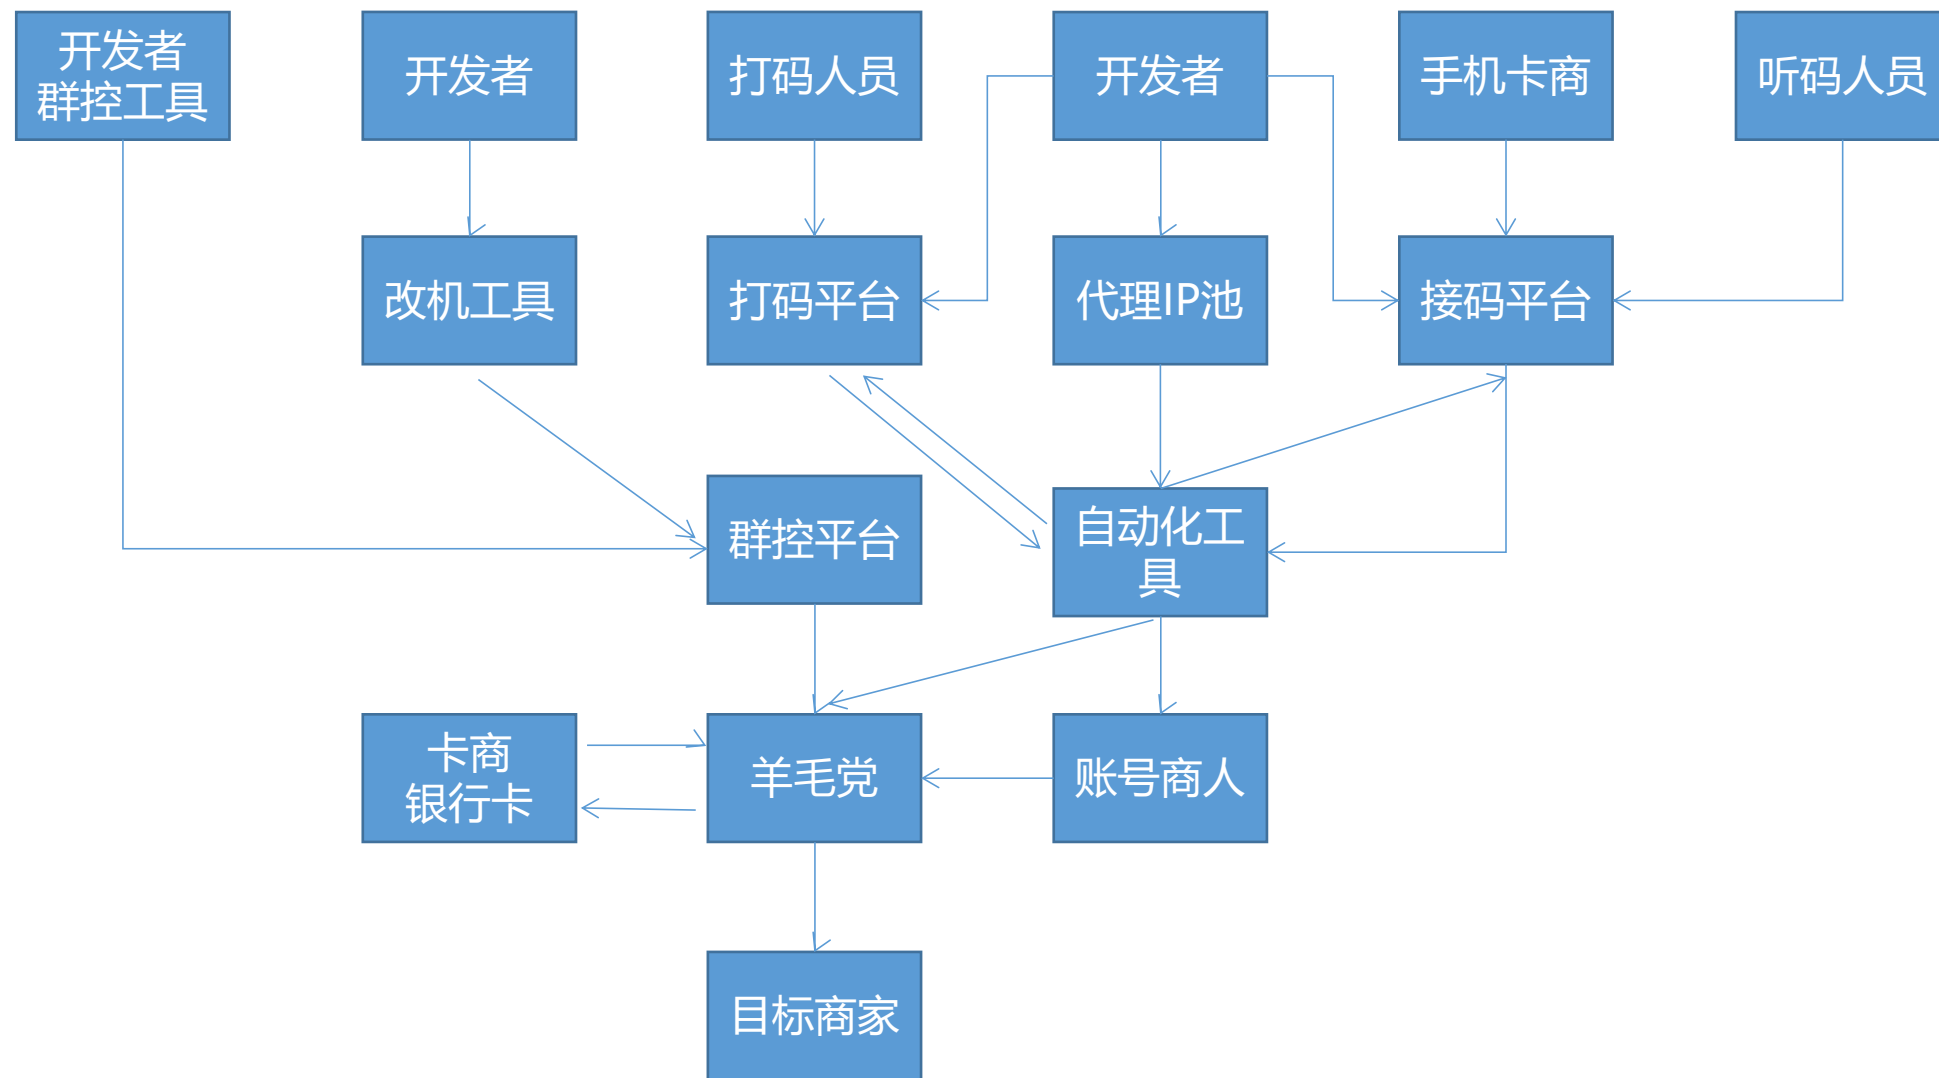 开发者
群控工具
开发者
打码人员
开发者
手机卡商
听码人员
改机工具
打码平台
代理IP池
接码平台
群控平台
自动化工
具
卡商
银行卡
羊毛党
账号商人
目标商家